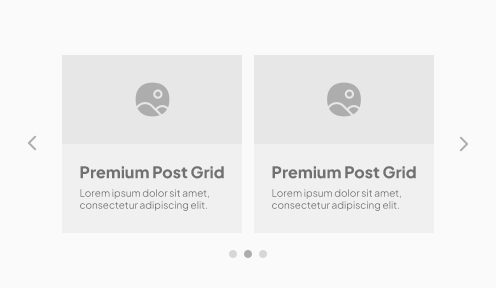 Premium Post Grid
Lorem ipsum dolor sit amet,
consectetur adipiscing elit.
Premium Post Grid
Lorem ipsum dolor sit amet,
consectetur adipiscing elit.